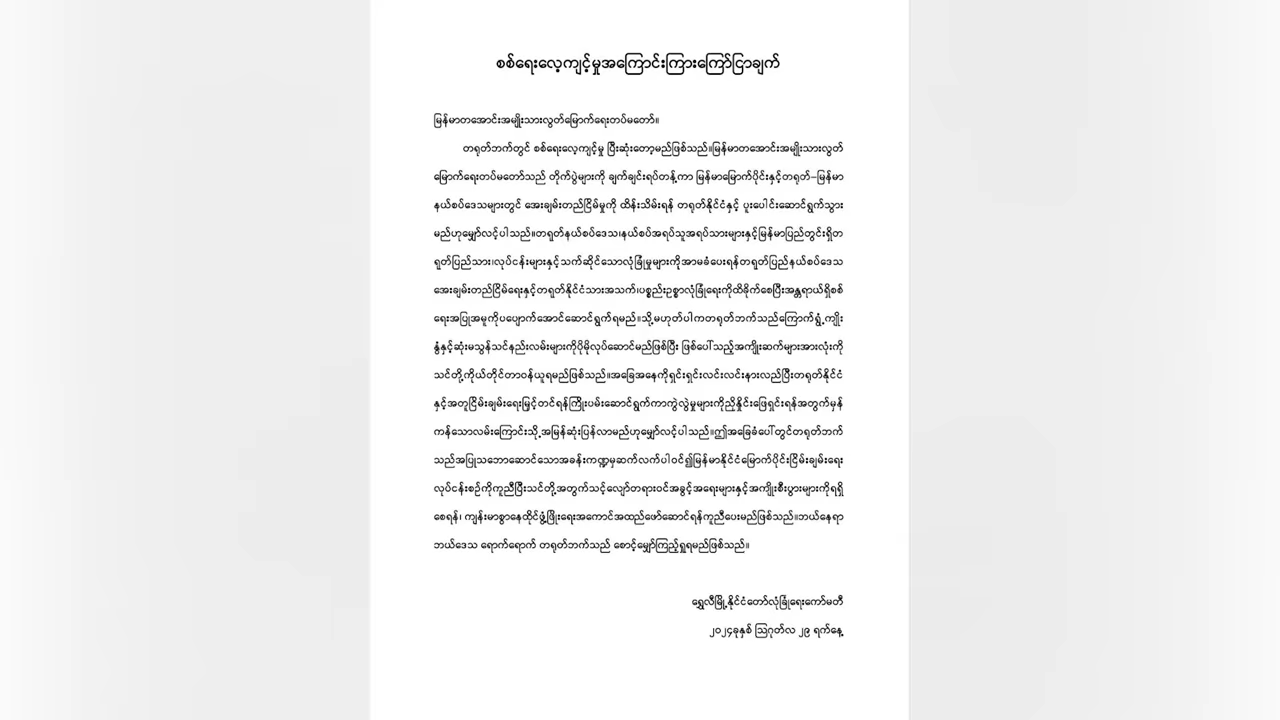 စစ်ရေးလေ့ကျင့်မှုအကြောင်းကြားကြော်ငြာချက်
မြန်မာတအောင်းအမျိုးသားလွတ်မြောက်ရေးတပ်မတော်။
တရုတ်ဘက်တွင် စစ်ရေးလေ့ကျင့်မှု ပြီးဆုံးတော့မည်ဖြစ်သည်။မြန်မာတအောင်းအမျိုးသားလွတ်
မြောက်ရေးတပ်မတော်သည် တိုက်ပွဲများကို ချက်ချင်းရပ်တန့်ကာ မြန်မာမြောက်ပိုင်းနှင့်တရုတ်–မြန်မာ
နယ်စပ်ဒေသများတွင် အေးချမ်းတည်ငြိမ်မှုကို ထိန်းသိမ်းရန် တရုတ်နိုင်ငံနှင့် ပူးပေါင်းဆောင်ရွက်သွား
မည်ဟုမျှော်လင့်ပါသည်။တရုတ်နယ်စပ်ဒေသ၊နယ်စပ်အရပ်သူအရပ်သားများနှင့်မြန်မာပြည်တွင်းရှိတ
ရုတ်ပြည်သား၊လုပ်ငန်းများနှင့်သက်ဆိုင်သောလုံခြုံမှုများကိုအာမခံပေးရန်တရုတ်ပြည်နယ်စပ်ဒေသ
အေးချမ်းတည်ငြိမ်ရေးနှင့်တရုတ်နိုင်ငံသားအသက်၊ပစ္စည်းဥစ္စာလုံခြုံရေးကိုထိခိုက်စေပြီးအန္တရာယ်ရှိစစ်
ရေးအပြုအမူကိုပပျောက်အောင်ဆောင်ရွက်ရမည်။သို့မဟုတ်ပါကတရုတ်ဘက်သည်ကြောက်ရွံ့ကျိုး
နွံနှင့်ဆုံးမသွန်သင်နည်းလမ်းများကိုပိုမိုလုပ်ဆောင်မည်ဖြစ်ပြီး ဖြစ်ပေါ်သည့်အကျိုးဆက်များအားလုံးကို
သင်တို့ကိုယ်တိုင်တာဝန်ယူရမည်ဖြစ်သည်။အခြေအနေကိုရှင်းရှင်းလင်းလင်းနားလည်ပြီးတရုတ်နိုင်ငံ
နှင့်အတူငြိမ်းချမ်းရေးမြှင့်တင်ရန်ကြိုးပမ်းဆောင်ရွက်ကာကွဲလွဲမှုများကိုညှိနှိုင်းဖြေရှင်းရန်အတွက်မှန်
ကန်သောလမ်းကြောင်းသို့အမြန်ဆုံးပြန်လာမည်ဟုမျှော်လင့်ပါသည်။ဤအခြေခံပေါ်တွင်တရုတ်ဘက်
သည်အပြုသဘောဆောင်သောအခန်းကဏ္ဍမှဆက်လက်ပါဝင်၍မြန်မာနိုင်ငံမြောက်ပိုင်းငြိမ်းချမ်းရေး
လုပ်ငန်းစဉ်ကိုကူညီပြီးသင်တို့အတွက်သင့်လျော်တရားဝင်အခွင့်အရေးများနှင့်အကျိုးစီးပွားများကိုရရှိ
စေရန်၊ ကျန်းမာစွာနေထိုင်ဖွံ့ဖြိုးရေးအကောင်အထည်ဖော်ဆောင်ရန်ကူညီပေးမည်ဖြစ်သည်။ဘယ်နေရာ
ဘယ်ဒေသ ရောက်ရောက် တရုတ်ဘက်သည် စောင့်မျှော်ကြည့်ရှုရမည်ဖြစ်သည်။
ရွှေလီမြို့နိုင်ငံတော်လုံခြုံရေးကော်မတီ
၂၀၂၄ခုနှစ် ဩဂုတ်လ ၂၉ ရက်နေ့